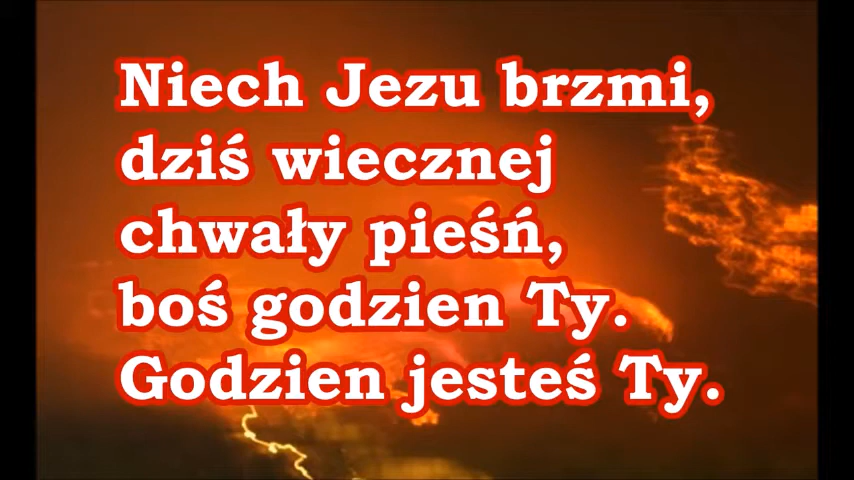 Niech Jezu brzmi,
dziś wiecznej
chwały pieśń,
boś godzien Ty.
Godzien jesteś Ty.